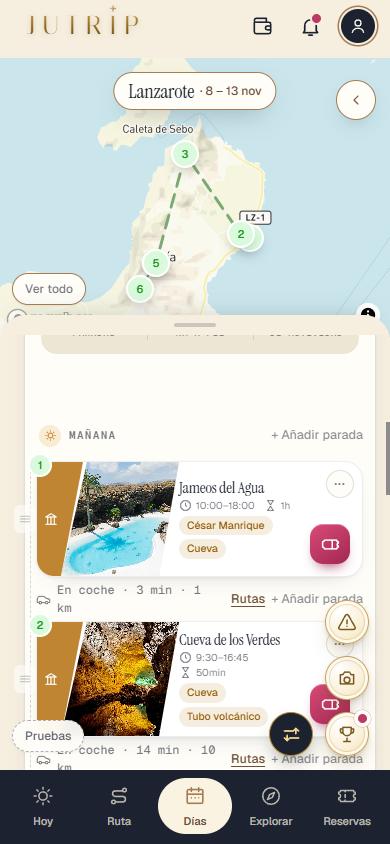 JUTRIP
Lanzarote · 8 – 13 nov
Caleta de Sebo
3
LZ-1
2
5
6
Ver todo
MAÑANA
+ Añadir parada
1
Jameos del Agua
10:00–18:00 1h
César Manrique
Cueva
En coche · 3 min · 1 km
Rutas + Añadir parada
2
Cueva de los Verdes
9:30–16:45
50min
Cueva
Tubo volcánico
Pruebas
En coche · 14 min · 10 km
Rutas + Añadir parada
Hoy
Ruta
Días
Explorar
Reservas